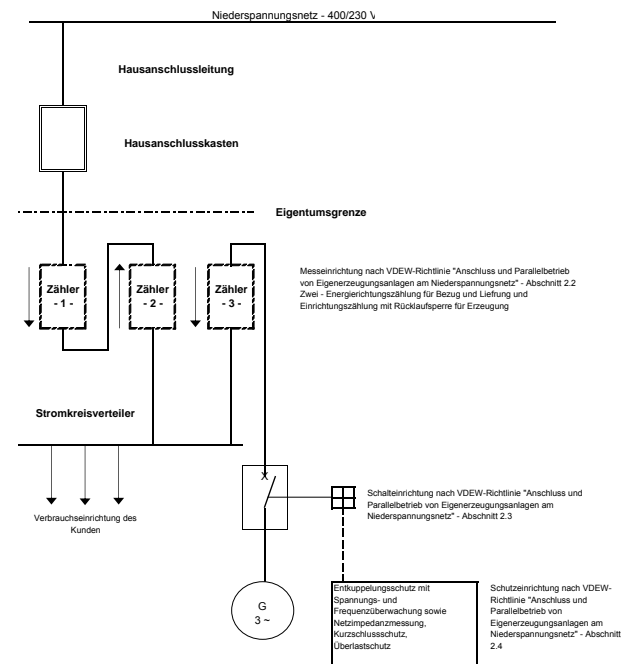 Niederspannungsnetz - 400/230 V
Hausanschlussleitung
Hausanschlusskasten
Eigentumsgrenze
Zähler
- 1 -
Zähler
- 2 -
Zähler
- 3 -
Messeinrichtung nach VDEW-Richtlinie "Anschluss und Parallelbetrieb
von Eigenerzeugungsanlagen am Niederspannungsnetz" - Abschnitt 2.2
Zwei - Energierichtungszählung für Bezug und Liefrung und
Einrichtungszählung mit Rücklaufsperre für Erzeugung
Stromkreisverteiler
Verbrauchseinrichtung des
Kunden
X
Schalteinrichtung nach VDEW-Richtlinie "Anschluss und
Parallelbetrieb von Eigenerzeugungsanlagen am
Niederspannungsnetz" - Abschnitt 2.3
G
3 ~
Entkuppelungsschutz mit
Spannungs- und
Frequenzüberwachung sowie
Netzimpedanzmessung,
Kurzschlussschutz,
Überlastschutz
Schutzeinrichtung nach VDEW-
Richtlinie "Anschluss und
Parallelbetrieb von
Eigenerzeugungsanlagen am
Niederspannungsnetz" - Abschnitt
2.4